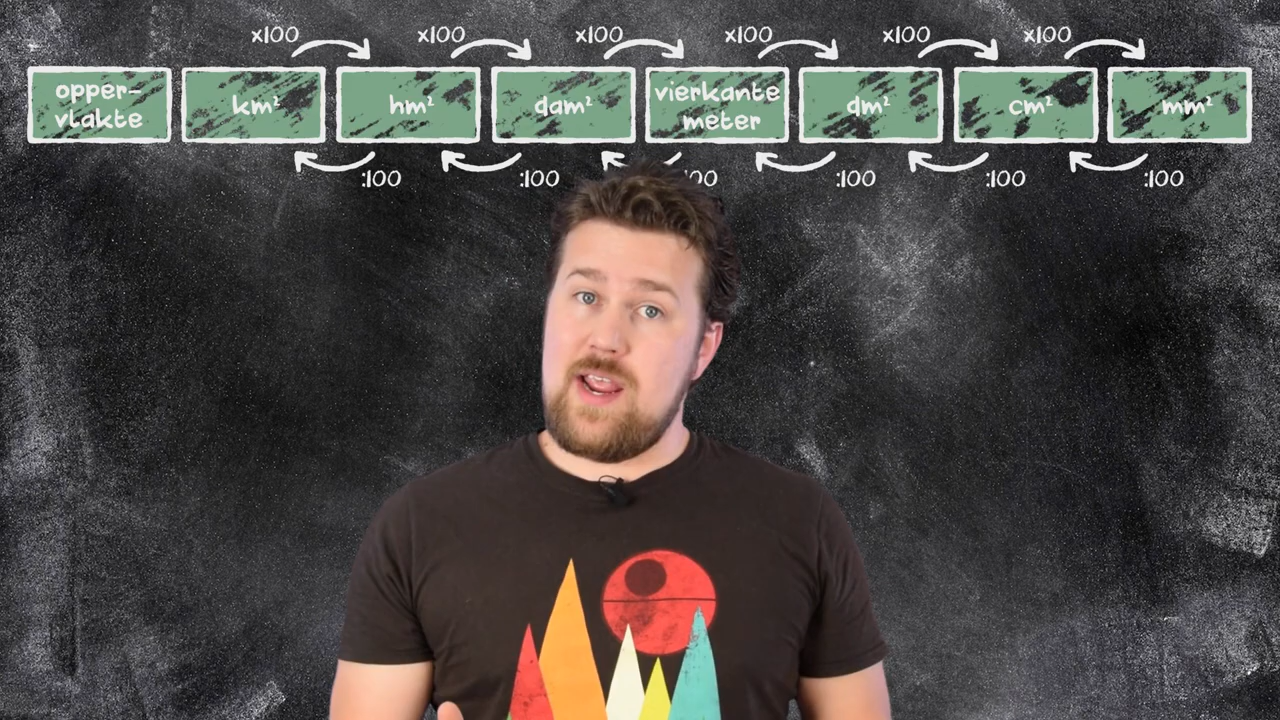 x100 x100 x100 x100 x100 x100
opper-
vlakte
km²
hm²
dam²
vierkante
meter
dm²
cm²
mm²
:100 :100 :100 :100 :100